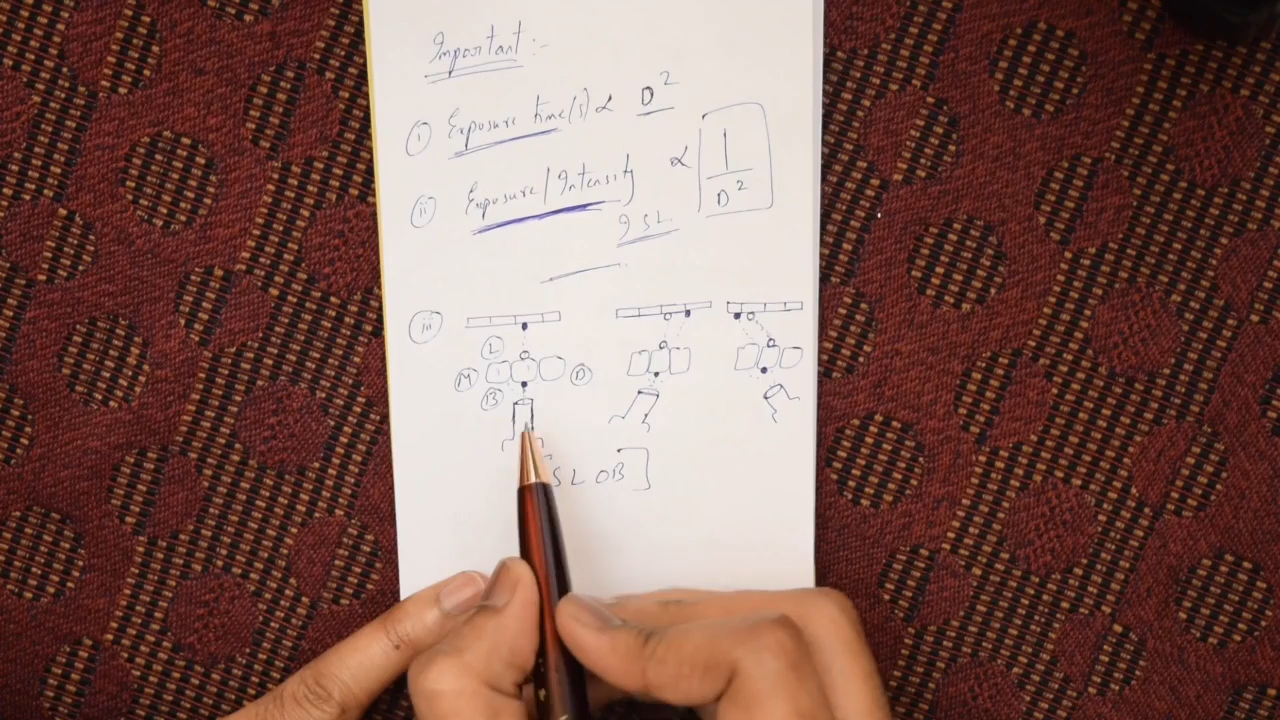 Important :-
i Exposure time(s) ∝ D²
ii Exposure / Intensity ∝ 1/D²
ISL
iii
L
M D
B
SLOB